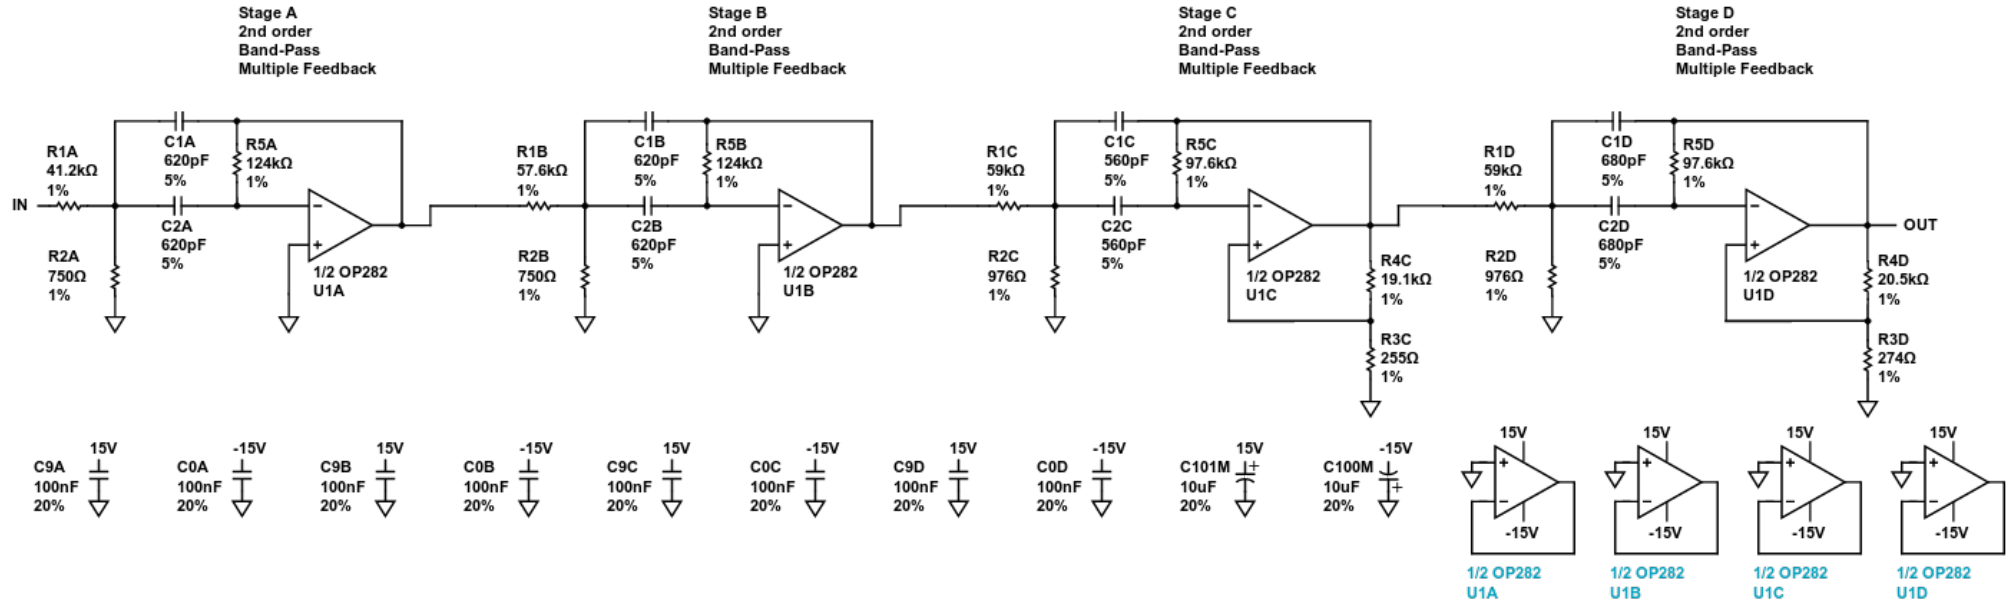 Stage A
2nd order
Band-Pass
Multiple Feedback
Stage B
2nd order
Band-Pass
Multiple Feedback
Stage C
2nd order
Band-Pass
Multiple Feedback
Stage D
2nd order
Band-Pass
Multiple Feedback
IN
R1A
41.2kΩ
1%
C1A
620pF
5%
R5A
124kΩ
1%
C2A
620pF
5%
R2A
750Ω
1%
−
+
1/2 OP282
U1A
R1B
57.6kΩ
1%
C1B
620pF
5%
R5B
124kΩ
1%
C2B
620pF
5%
R2B
750Ω
1%
−
+
1/2 OP282
U1B
R1C
59kΩ
1%
C1C
560pF
5%
R5C
97.6kΩ
1%
C2C
560pF
5%
R2C
976Ω
1%
−
+
1/2 OP282
U1C
R4C
19.1kΩ
1%
R3C
255Ω
1%
R1D
59kΩ
1%
C1D
680pF
5%
R5D
97.6kΩ
1%
C2D
680pF
5%
R2D
976Ω
1%
−
+
1/2 OP282
U1D
OUT
R4D
20.5kΩ
1%
R3D
274Ω
1%
15V
C9A
100nF
20%
-15V
C0A
100nF
20%
15V
C9B
100nF
20%
-15V
C0B
100nF
20%
15V
C9C
100nF
20%
-15V
C0C
100nF
20%
15V
C9D
100nF
20%
-15V
C0D
100nF
20%
15V
C101M
+
10uF
20%
-15V
C100M
+
10uF
20%
15V
+
−
-15V
1/2 OP282
U1A
15V
+
−
-15V
1/2 OP282
U1B
15V
+
−
-15V
1/2 OP282
U1C
15V
+
−
-15V
1/2 OP282
U1D